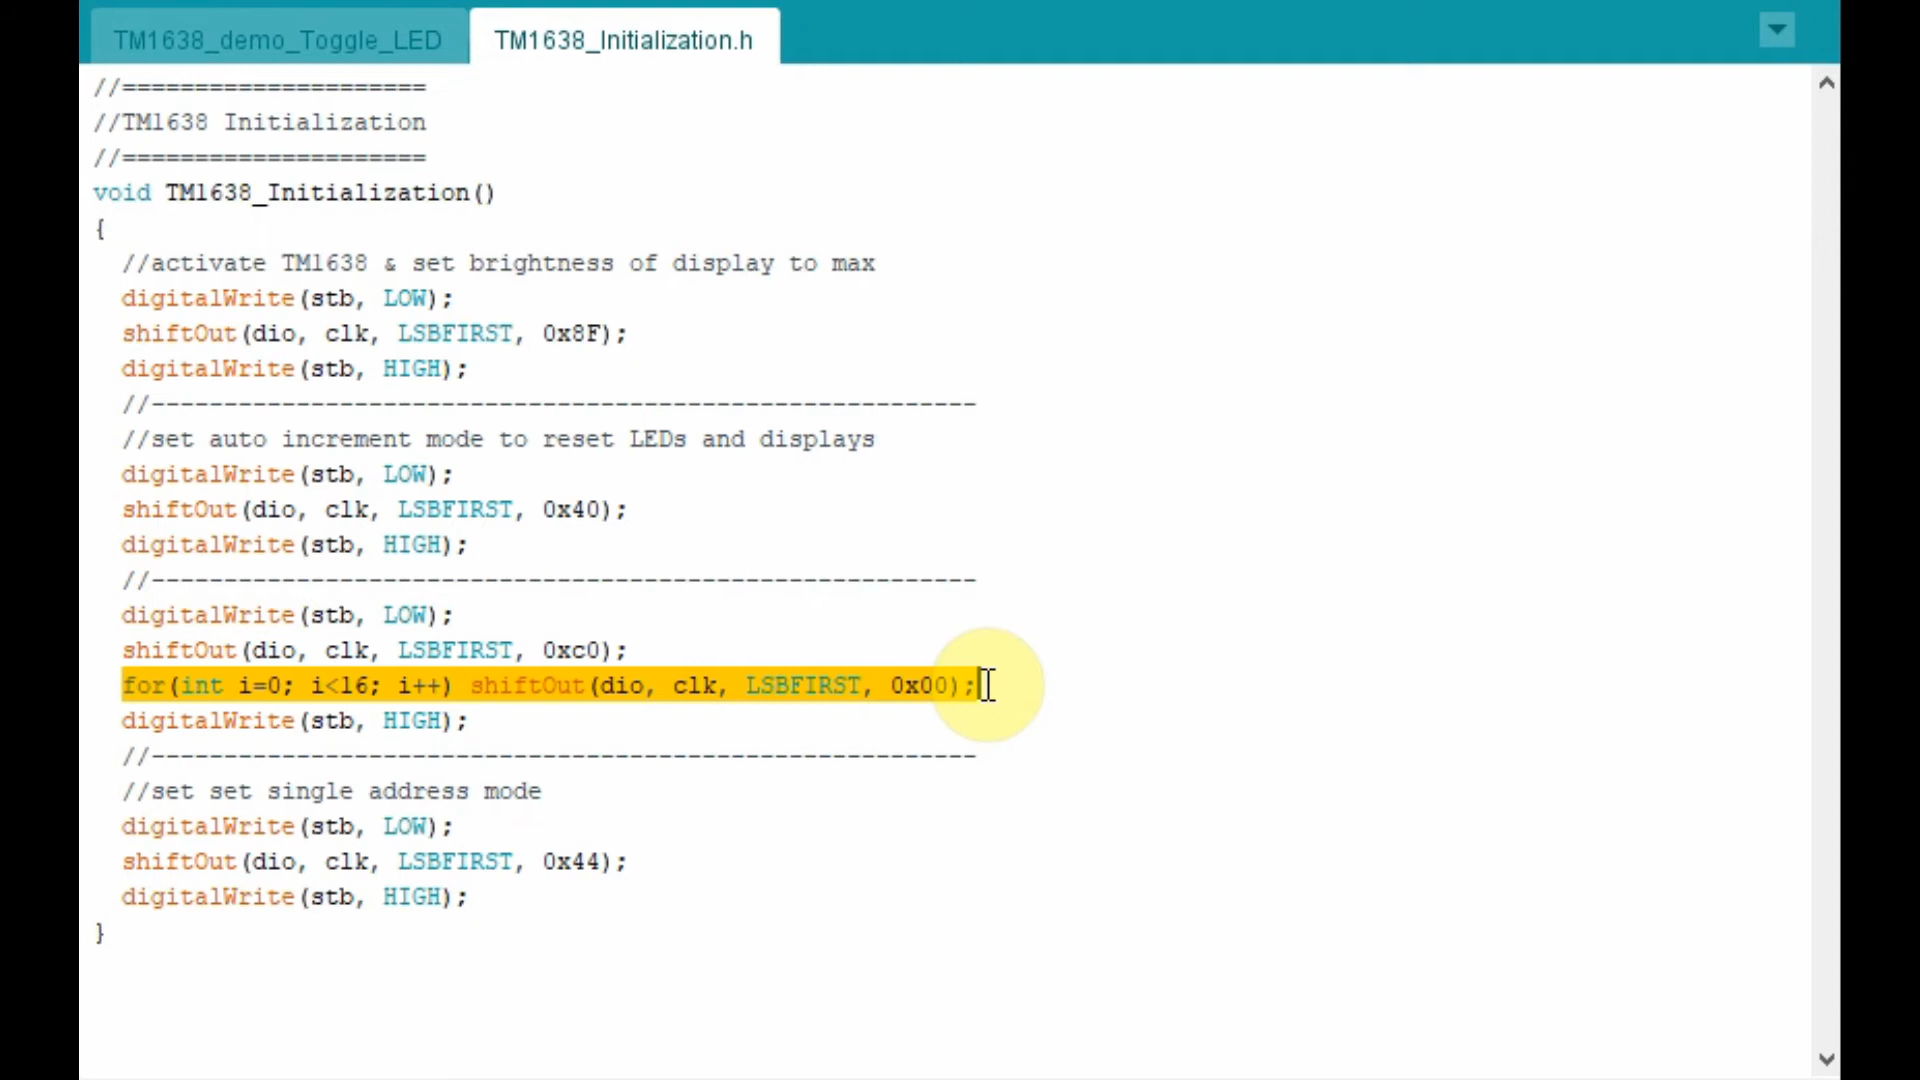 TM1638_demo_Toggle_LED
TM1638_Initialization.h
//=====================
//TM1638 Initialization
//=====================
void TM1638_Initialization()
{
//activate TM1638 & set brightness of display to max
digitalWrite(stb, LOW);
shiftOut(dio, clk, LSBFIRST, 0x8F);
digitalWrite(stb, HIGH);
//---------------------------------------------------------
//set auto increment mode to reset LEDs and displays
digitalWrite(stb, LOW);
shiftOut(dio, clk, LSBFIRST, 0x40);
digitalWrite(stb, HIGH);
//---------------------------------------------------------
digitalWrite(stb, LOW);
shiftOut(dio, clk, LSBFIRST, 0xc0);
for(int i=0; i<16; i++) shiftOut(dio, clk, LSBFIRST, 0x00);
digitalWrite(stb, HIGH);
//---------------------------------------------------------
//set set single address mode
digitalWrite(stb, LOW);
shiftOut(dio, clk, LSBFIRST, 0x44);
digitalWrite(stb, HIGH);
}